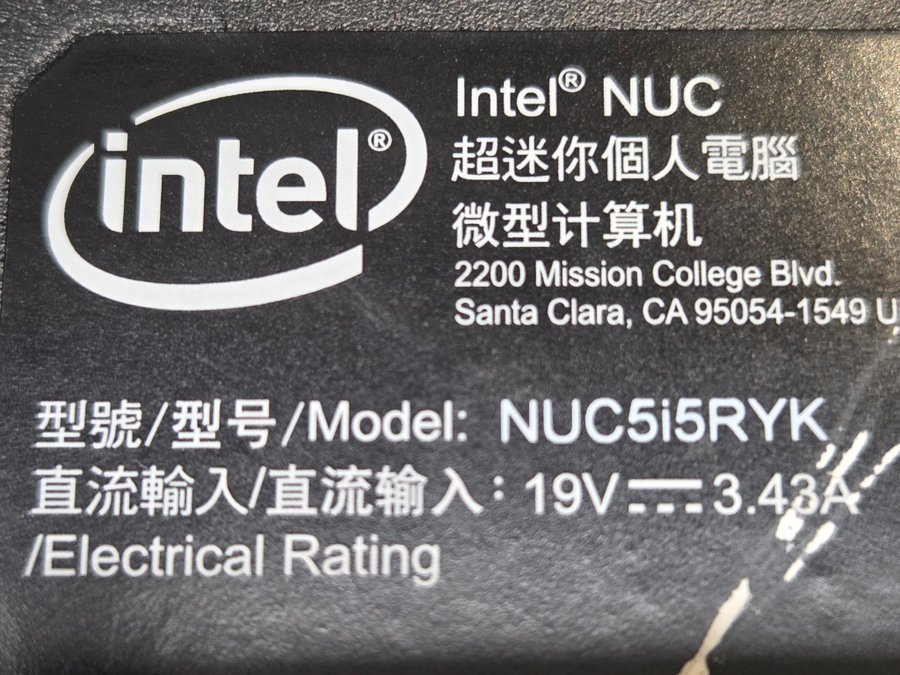 intel®
Intel® NUC
超迷你個人電腦
微型计算机
2200 Mission College Blvd.
Santa Clara, CA 95054-1549 U
型號/型号/Model: NUC5i5RYK
直流輸入/直流输入：19V⎓3.43A
/Electrical Rating